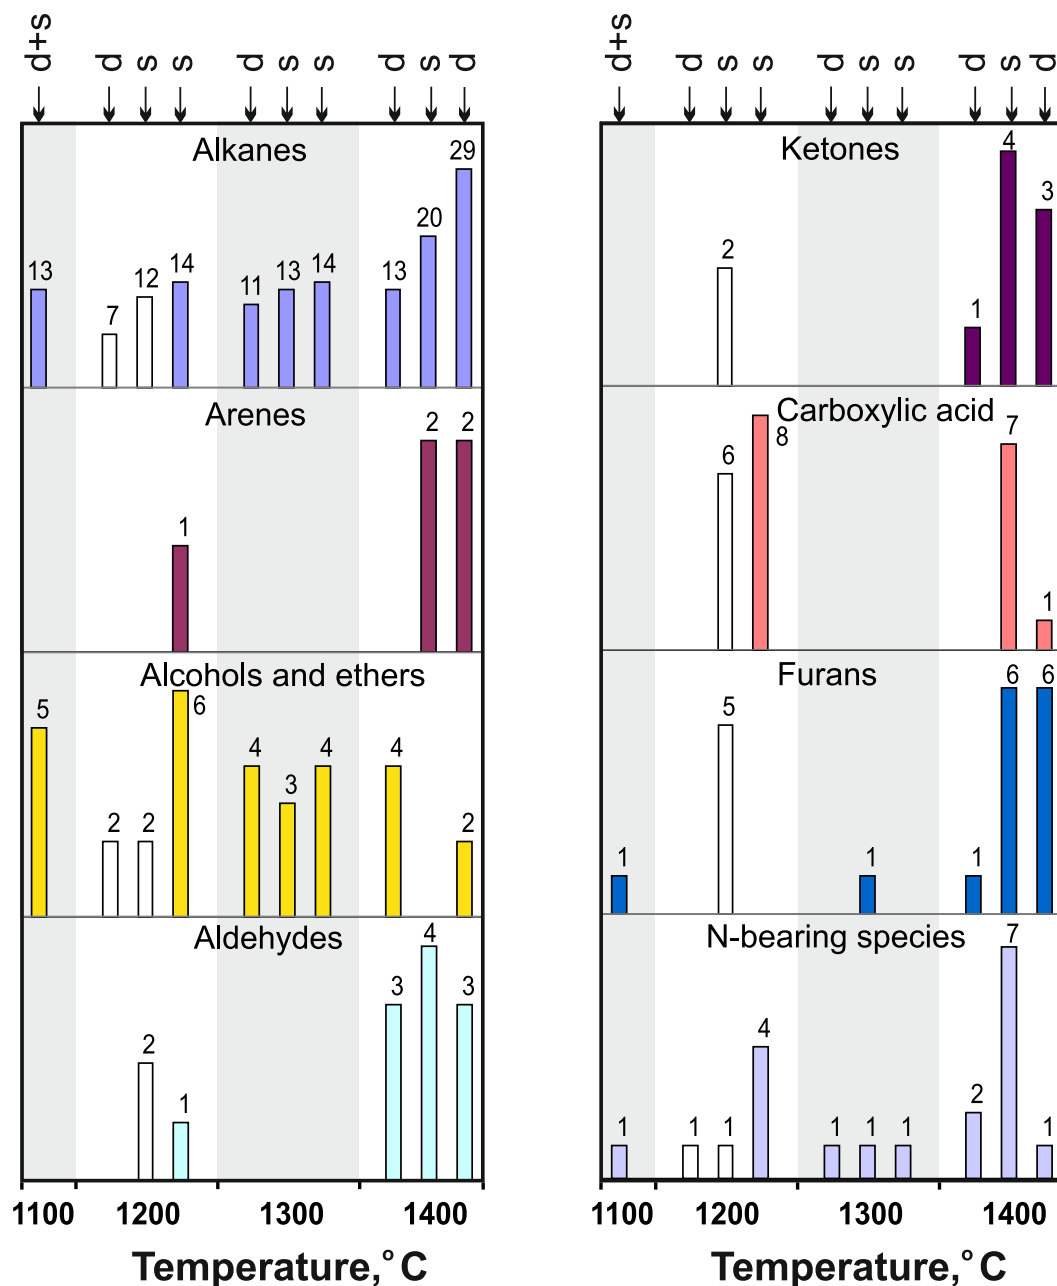 d+s d s s d s s d s d
Alkanes
13 7 12 14 11 13 14 13 20 29
Arenes
1 2 2
Alcohols and ethers
5 2 2 6 4 3 4 4 2
Aldehydes
2 1 3 4 3
1100 1200 1300 1400
Temperature,° C
d+s d s s d s s d s d
Ketones
2 1 4 3
Carboxylic acid
6 8 7 1
Furans
1 5 1 1 6 6
N-bearing species
1 1 1 4 1 1 1 2 7 1
1100 1200 1300 1400
Temperature,° C